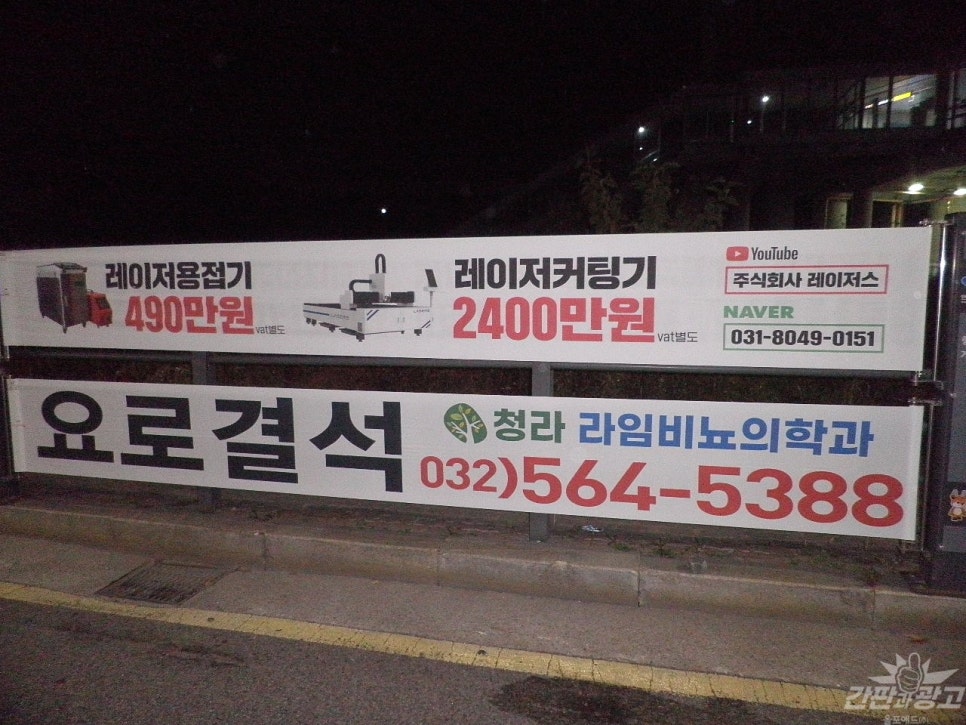 레이저용접기
490만원 vat별도
레이저커팅기
2400만원 vat별도
YouTube
주식회사 레이저스
NAVER
031-8049-0151
요로결석
청라 라임비뇨의학과
032)564-5388
간판과광고